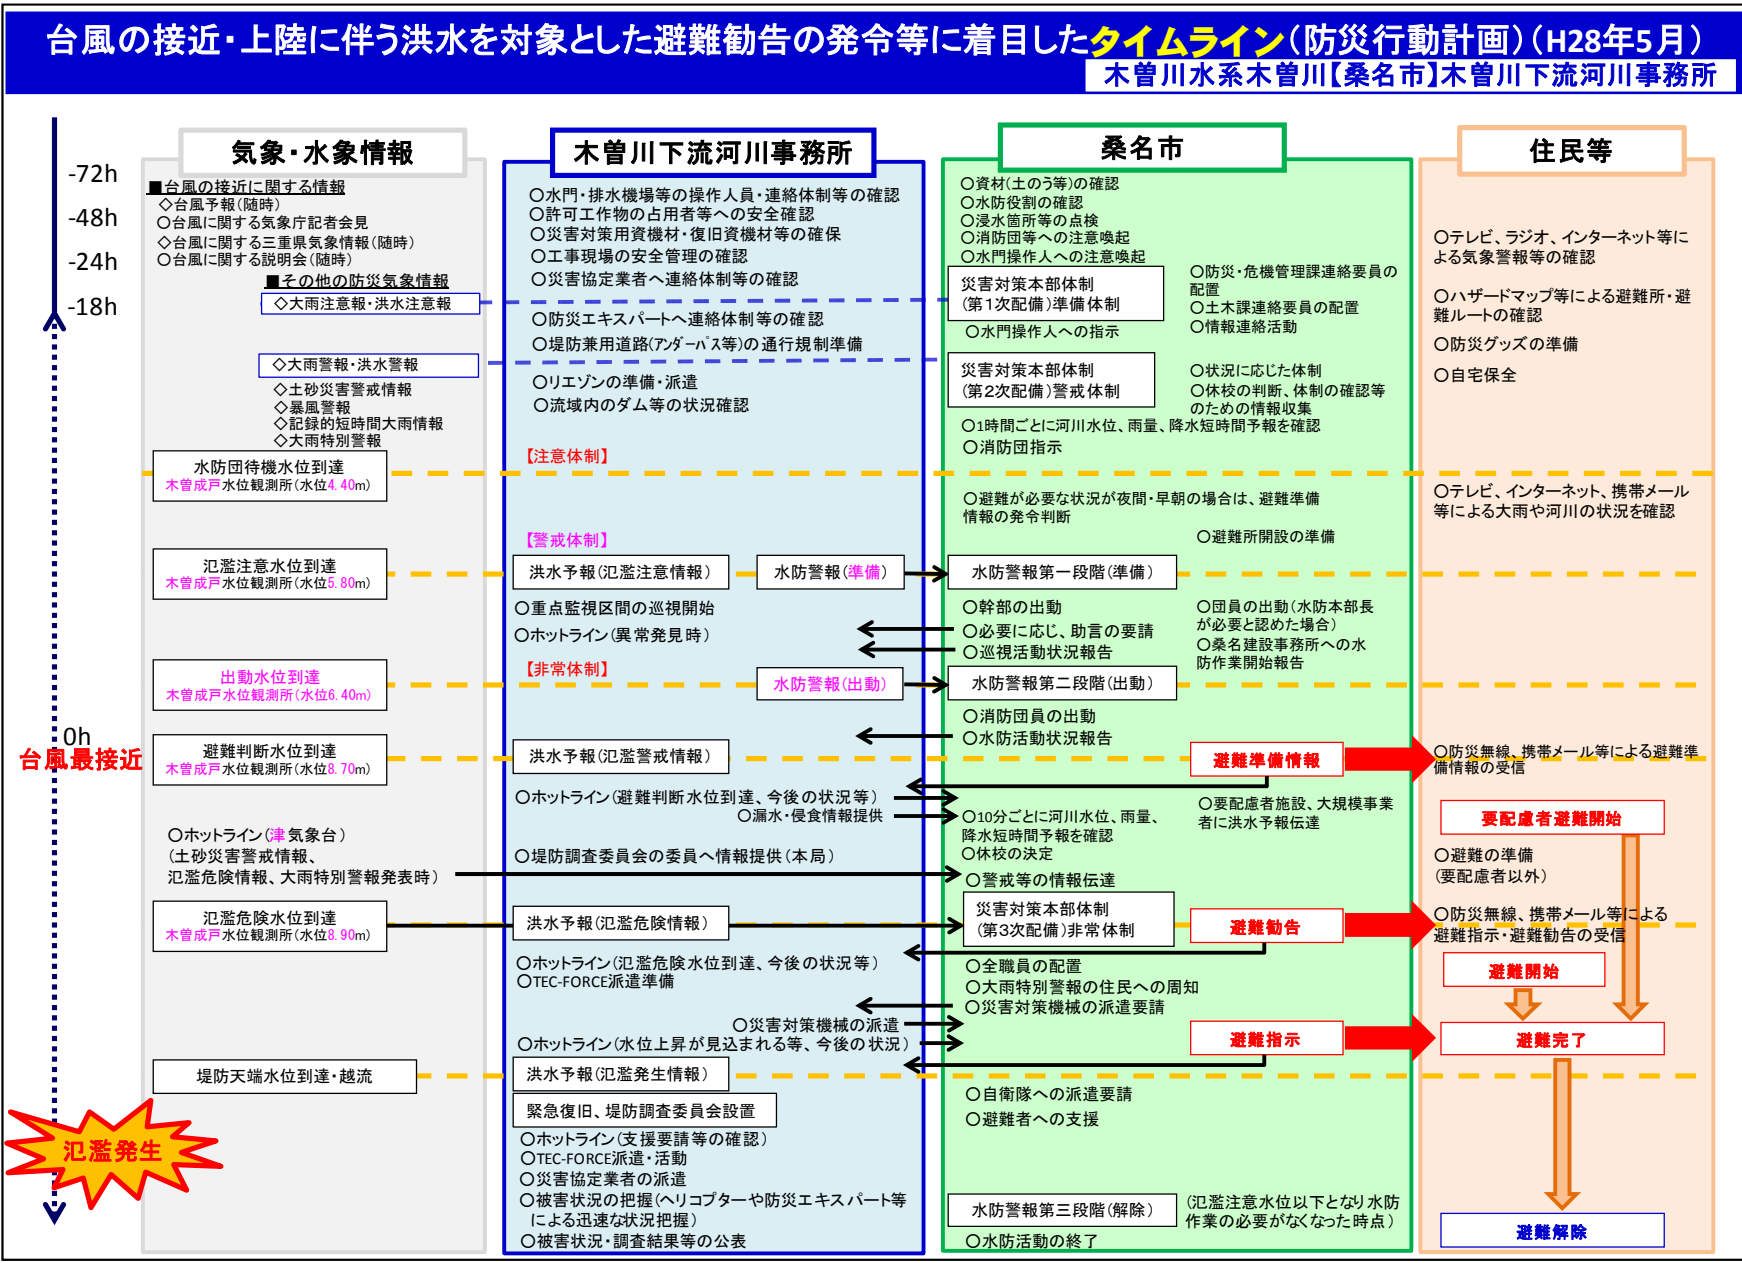 台風の接近・上陸に伴う洪水を対象とした避難勧告の発令等に着目したタイムライン(防災行動計画)(H28年5月)
木曽川水系木曽川【桑名市】木曽川下流河川事務所
-72h
-48h
-24h
-18h
0h
台風最接近
氾濫発生
気象・水象情報
■台風の接近に関する情報
◇台風予報(随時)
○台風に関する気象庁記者会見
◇台風に関する三重県気象情報(随時)
○台風に関する説明会(随時)
■その他の防災気象情報
◇大雨注意報・洪水注意報
◇大雨警報・洪水警報
◇土砂災害警戒情報
◇暴風警報
◇記録的短時間大雨情報
◇大雨特別警報
水防団待機水位到達
木曽成戸水位観測所(水位4.40m)
氾濫注意水位到達
木曽成戸水位観測所(水位5.80m)
出動水位到達
木曽成戸水位観測所(水位6.40m)
避難判断水位到達
木曽成戸水位観測所(水位8.70m)
○ホットライン(津気象台)
(土砂災害警戒情報、
氾濫危険情報、大雨特別警報発表時)
氾濫危険水位到達
木曽成戸水位観測所(水位8.90m)
堤防天端水位到達・越流
木曽川下流河川事務所
○水門・排水機場等の操作人員・連絡体制等の確認
○許可工作物の占用者等への安全確認
○災害対策用資機材・復旧資機材等の確保
○工事現場の安全管理の確認
○災害協定業者へ連絡体制等の確認
○防災エキスパートへ連絡体制等の確認
○堤防兼用道路(アンダーパス等)の通行規制準備
○リエゾンの準備・派遣
○流域内のダム等の状況確認
【注意体制】
【警戒体制】
洪水予報(氾濫注意情報)
水防警報(準備)
○重点監視区間の巡視開始
○ホットライン(異常発見時)
【非常体制】
水防警報(出動)
洪水予報(氾濫警戒情報)
○ホットライン(避難判断水位到達、今後の状況等)
○漏水・侵食情報提供
○堤防調査委員会の委員へ情報提供(本局)
洪水予報(氾濫危険情報)
○ホットライン(氾濫危険水位到達、今後の状況等)
○TEC-FORCE派遣準備
○災害対策機械の派遣
○ホットライン(水位上昇が見込まれる等、今後の状況)
洪水予報(氾濫発生情報)
緊急復旧、堤防調査委員会設置
○ホットライン(支援要請等の確認)
○TEC-FORCE派遣・活動
○災害協定業者の派遣
○被害状況の把握(ヘリコプターや防災エキスパート等
による迅速な状況把握)
○被害状況・調査結果等の公表
桑名市
○資材(土のう等)の確認
○水防役割の確認
○浸水箇所等の点検
○消防団等への注意喚起
○水門操作人への注意喚起
災害対策本部体制
(第1次配備)準備体制
○防災・危機管理課連絡要員の
配置
○土木課連絡要員の配置
○情報連絡活動
○水門操作人への指示
災害対策本部体制
(第2次配備)警戒体制
○状況に応じた体制
○休校の判断、体制の確認等
のための情報収集
○1時間ごとに河川水位、雨量、降水短時間予報を確認
○消防団指示
○避難が必要な状況が夜間・早朝の場合は、避難準備
情報の発令判断
○避難所開設の準備
水防警報第一段階(準備)
○幹部の出動
○必要に応じ、助言の要請
○巡視活動状況報告
○団員の出動(水防本部長
が必要と認めた場合)
○桑名建設事務所への水
防作業開始報告
水防警報第二段階(出動)
○消防団員の出動
○水防活動状況報告
避難準備情報
○10分ごとに河川水位、雨量、
降水短時間予報を確認
○休校の決定
○要配慮者施設、大規模事業
者に洪水予報伝達
○警戒等の情報伝達
災害対策本部体制
(第3次配備)非常体制
避難勧告
○全職員の配置
○大雨特別警報の住民への周知
○災害対策機械の派遣要請
避難指示
○自衛隊への派遣要請
○避難者への支援
水防警報第三段階(解除)
(氾濫注意水位以下となり水防
作業の必要がなくなった時点)
○水防活動の終了
住民等
○テレビ、ラジオ、インターネット等に
よる気象警報等の確認
○ハザードマップ等による避難所・避
難ルートの確認
○防災グッズの準備
○自宅保全
○テレビ、インターネット、携帯メール
等による大雨や河川の状況を確認
○防災無線、携帯メール等による避難準
備情報の受信
要配慮者避難開始
○避難の準備
(要配慮者以外)
○防災無線、携帯メール等による
避難指示・避難勧告の受信
避難開始
避難完了
避難解除